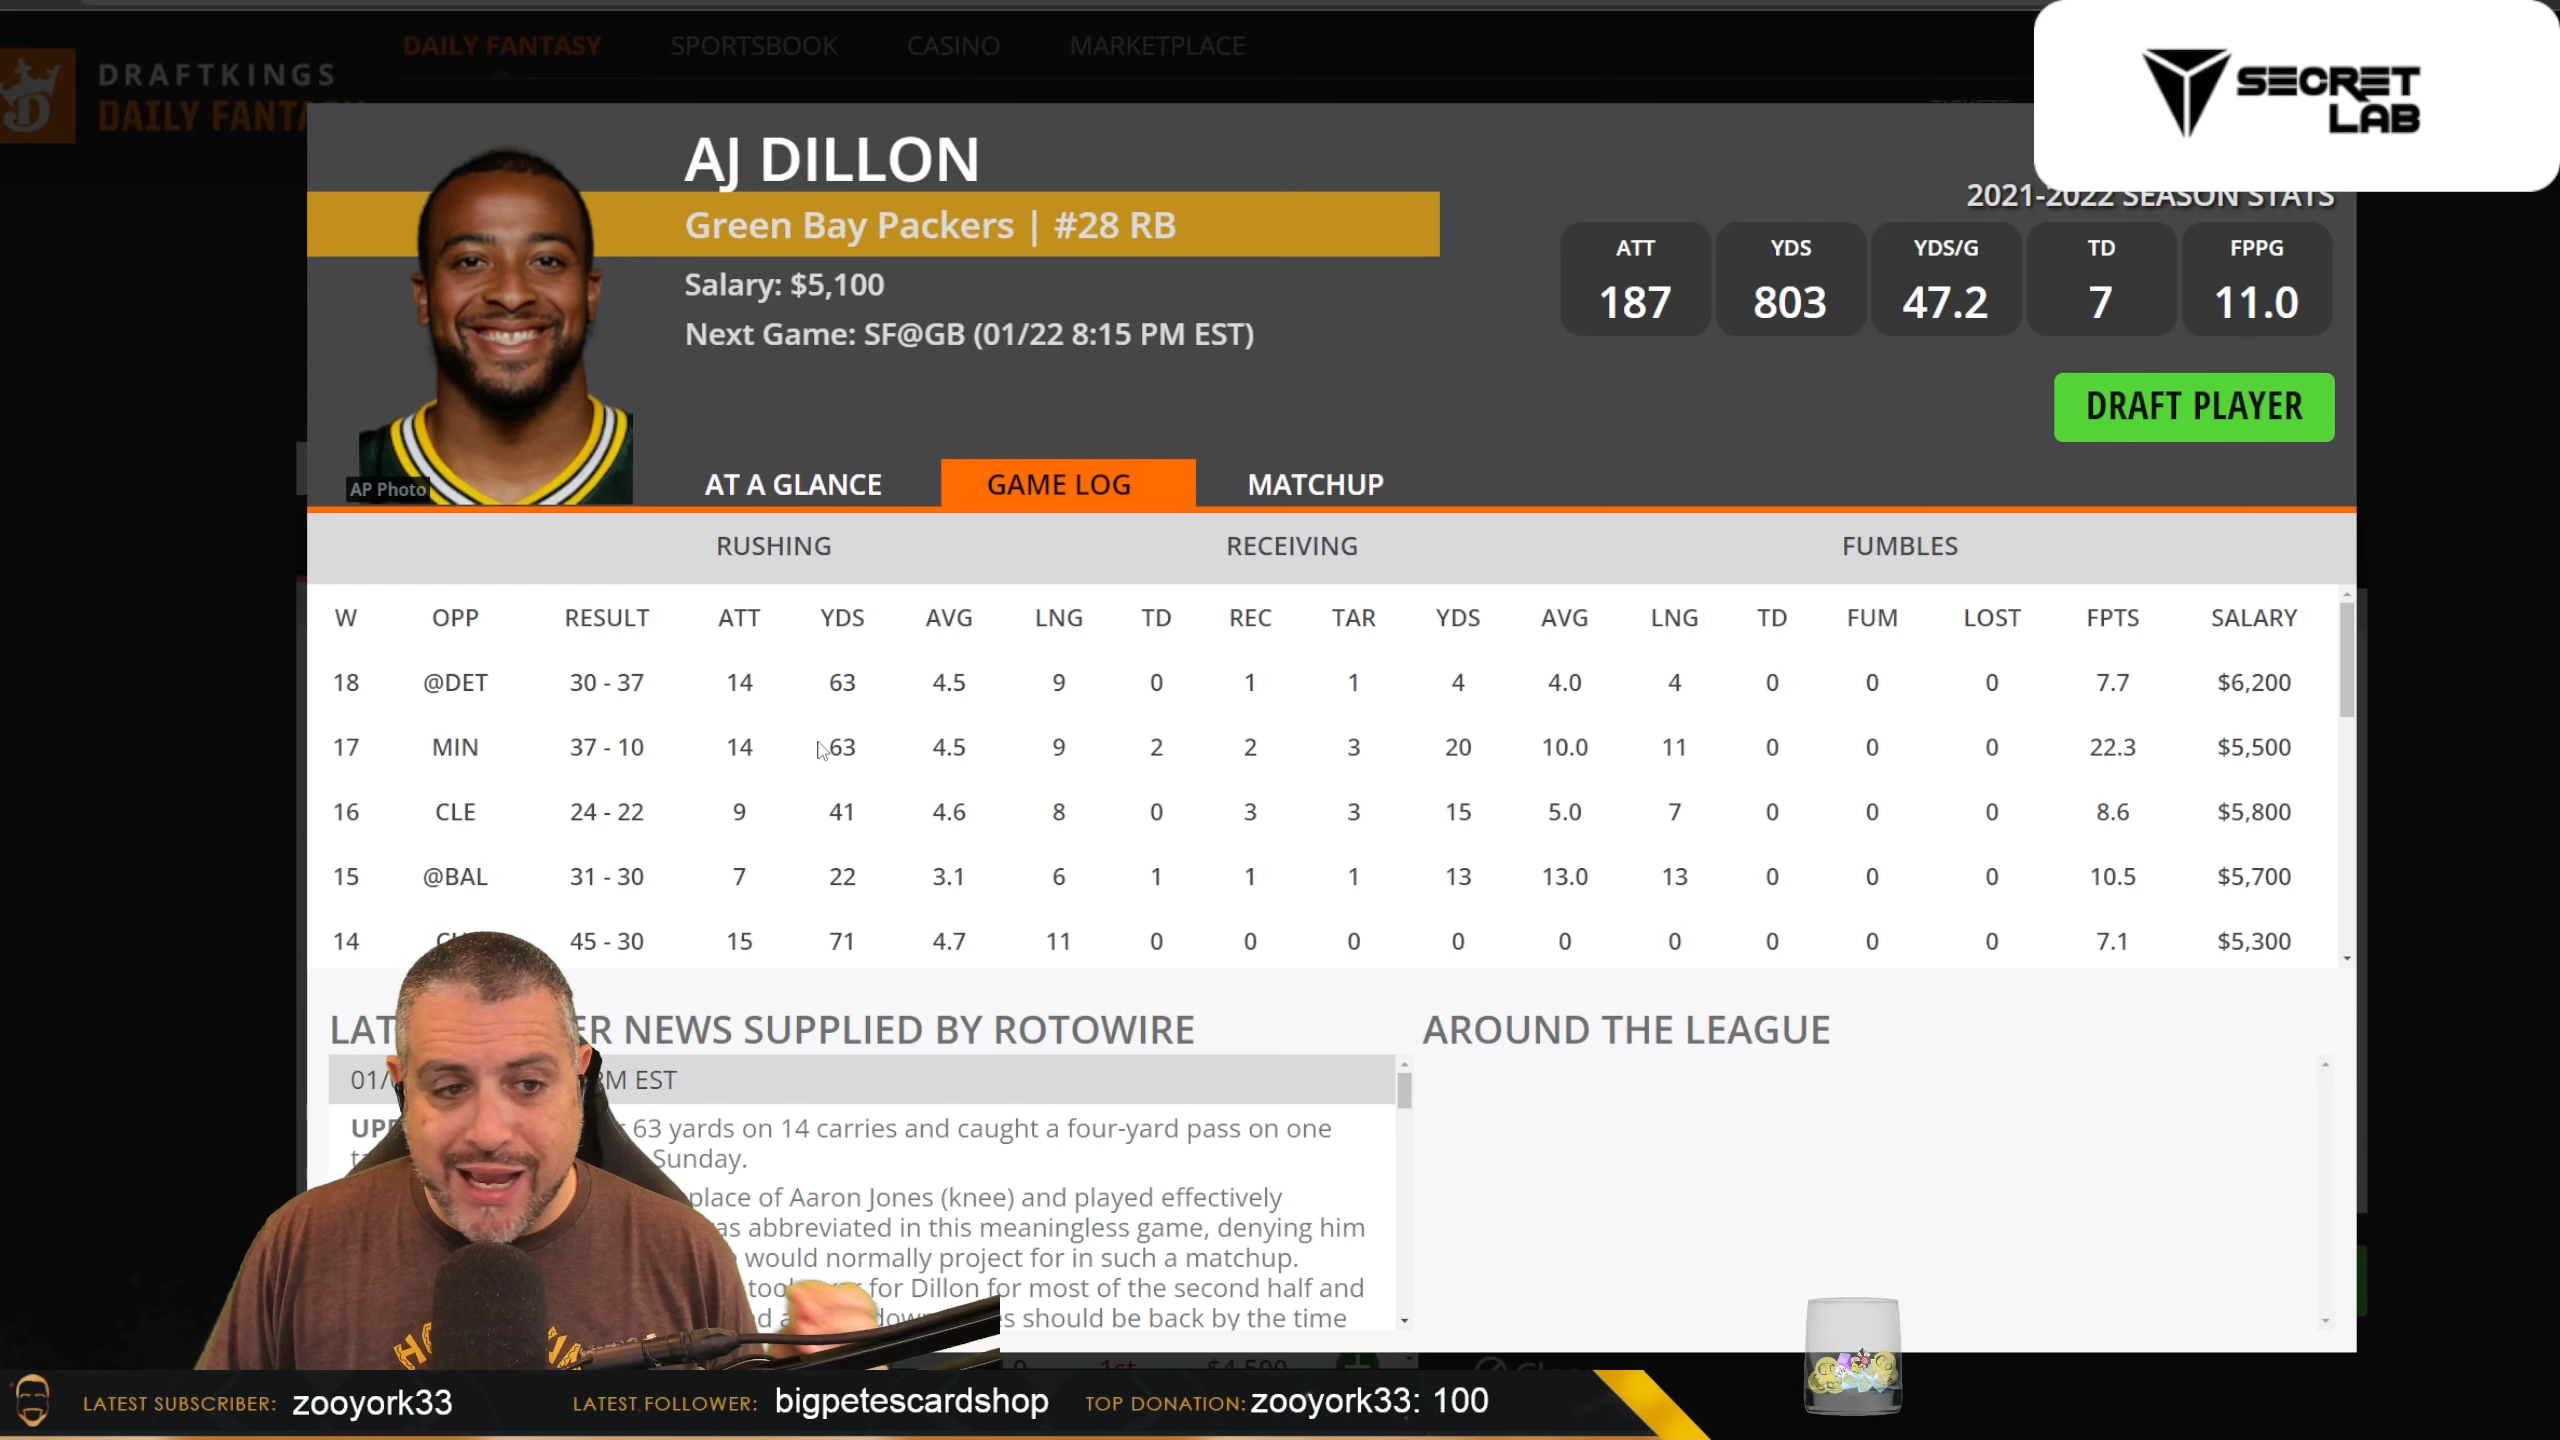 DAILY FANTASY SPORTSBOOK CASINO MARKETPLACE
DRAFTKINGS
DAILY FANTA
SECRET
LAB
AJ DILLON
Green Bay Packers | #28 RB
Salary: $5,100
Next Game: SF@GB (01/22 8:15 PM EST)
AP Photo
2021-2022 SEASON STATS
ATT YDS YDS/G TD FPPG
187 803 47.2 7 11.0
DRAFT PLAYER
AT A GLANCE GAME LOG MATCHUP
RUSHING RECEIVING FUMBLES
W OPP RESULT ATT YDS AVG LNG TD REC TAR YDS AVG LNG TD FUM LOST FPTS SALARY
18 @DET 30 - 37 14 63 4.5 9 0 1 1 4 4.0 4 0 0 0 7.7 $6,200
17 MIN 37 - 10 14 63 4.5 9 2 2 3 20 10.0 11 0 0 0 22.3 $5,500
16 CLE 24 - 22 9 41 4.6 8 0 3 3 15 5.0 7 0 0 0 8.6 $5,800
15 @BAL 31 - 30 7 22 3.1 6 1 1 1 13 13.0 13 0 0 0 10.5 $5,700
14 45 - 30 15 71 4.7 11 0 0 0 0 0 0 0 0 0 7.1 $5,300
NEWS SUPPLIED BY ROTOWIRE
AROUND THE LEAGUE
EST
63 yards on 14 carries and caught a four-yard pass on one
Sunday.
place of Aaron Jones (knee) and played effectively
abbreviated in this meaningless game, denying him
would normally project for in such a matchup.
for Dillon for most of the second half and
should be back by the time
1st $4,500
LATEST SUBSCRIBER: zooyork33 LATEST FOLLOWER: bigpetescardshop TOP DONATION: zooyork33: 100